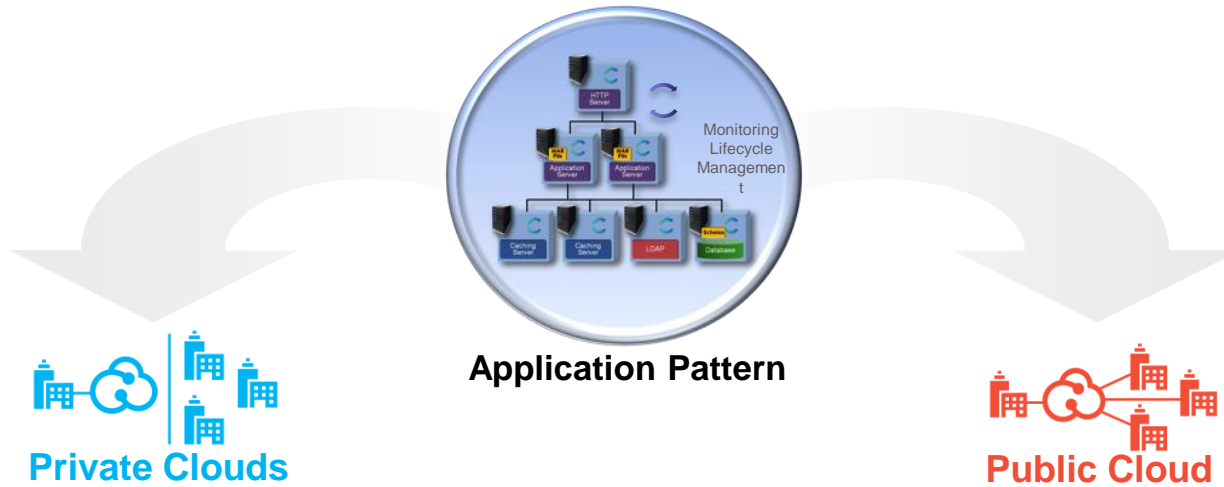 HTTP
Server
Monitoring
Lifecycle
Managemen
t
WAR
File
Application
Server
WAR
File
Application
Server
Caching
Server
Caching
Server
LDAP
Schema
Database
Application Pattern
Private Clouds
Public Cloud